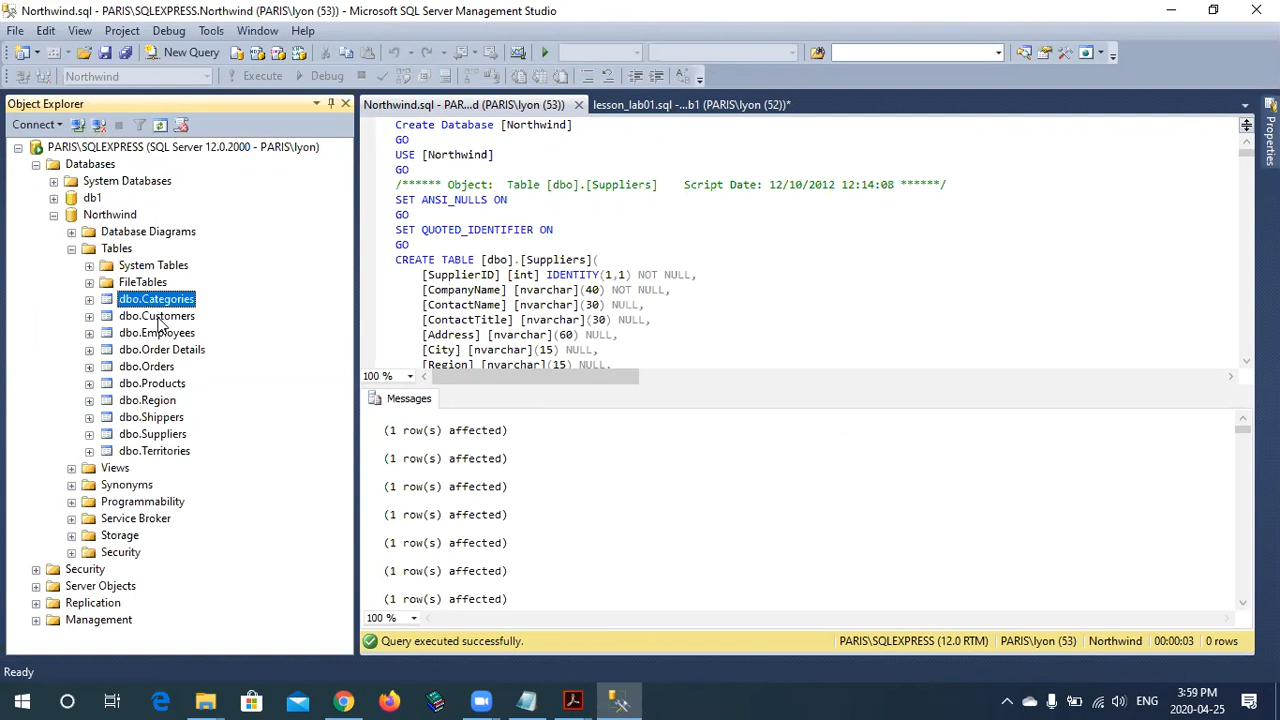 Northwind.sql - PARIS\SQLEXPRESS.Northwind (PARIS\lyon (53)) - Microsoft SQL Server Management Studio
File Edit View Project Debug Tools Window Help
New Query
Northwind Execute Debug
Object Explorer
Northwind.sql - PAR...d (PARIS\lyon (53))
lesson_lab01.sql -...b1 (PARIS\lyon (52))*
Properties
Connect
PARIS\SQLEXPRESS (SQL Server 12.0.2000 - PARIS\lyon)
Databases
System Databases
db1
Northwind
Database Diagrams
Tables
System Tables
FileTables
dbo.Categories
dbo.Customers
dbo.Employees
dbo.Order Details
dbo.Orders
dbo.Products
dbo.Region
dbo.Shippers
dbo.Suppliers
dbo.Territories
Views
Synonyms
Programmability
Service Broker
Storage
Security
Security
Server Objects
Replication
Management
Create Database [Northwind]
GO
USE [Northwind]
GO
/****** Object:  Table [dbo].[Suppliers]    Script Date: 12/10/2012 12:14:08 ******/
SET ANSI_NULLS ON
GO
SET QUOTED_IDENTIFIER ON
GO
CREATE TABLE [dbo].[Suppliers](
[SupplierID] [int] IDENTITY(1,1) NOT NULL,
[CompanyName] [nvarchar](40) NOT NULL,
[ContactName] [nvarchar](30) NULL,
[ContactTitle] [nvarchar](30) NULL,
[Address] [nvarchar](60) NULL,
[City] [nvarchar](15) NULL,
[Region] [nvarchar](15) NULL,
100 %
Messages
(1 row(s) affected)
(1 row(s) affected)
(1 row(s) affected)
(1 row(s) affected)
(1 row(s) affected)
(1 row(s) affected)
(1 row(s) affected)
100 %
Query executed successfully. PARIS\SQLEXPRESS (12.0 RTM) PARIS\lyon (53) Northwind 00:00:03 0 rows
Ready
ENG
3:59 PM
2020-04-25